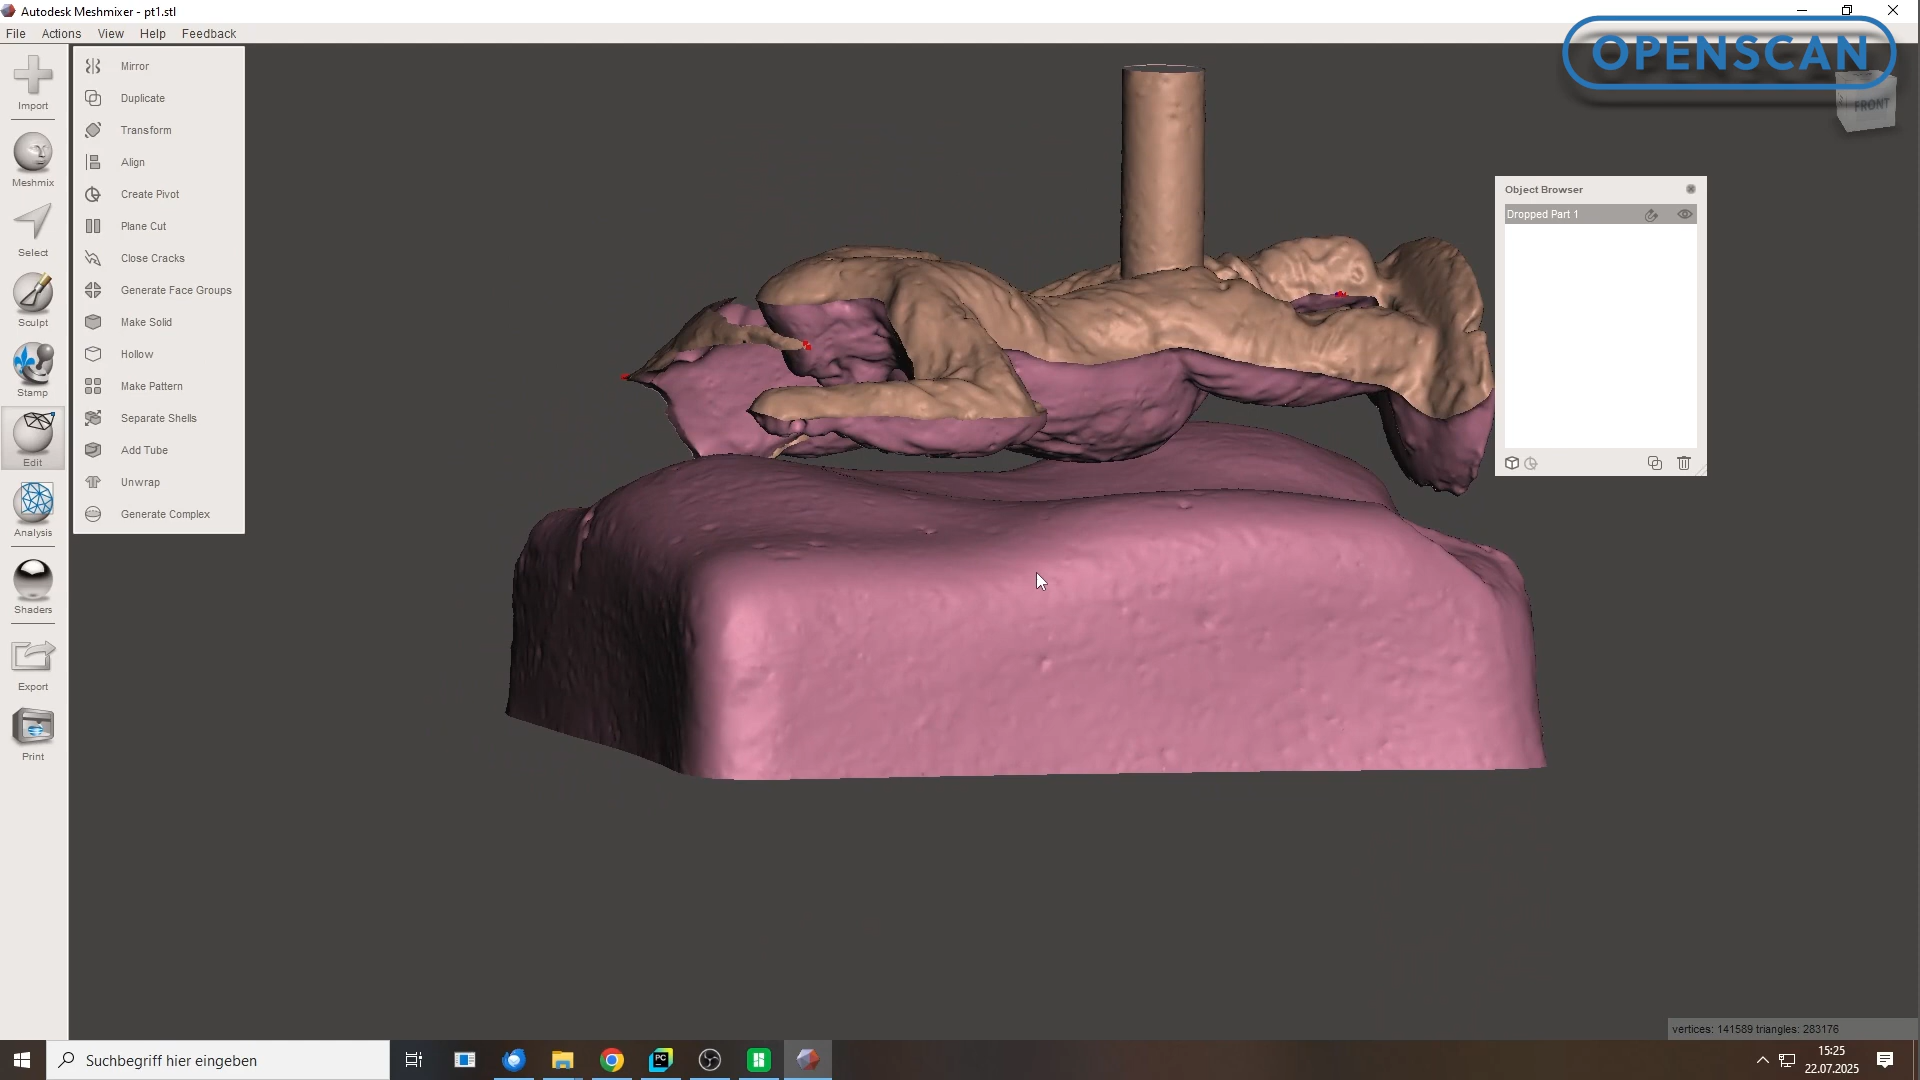 Autodesk Meshmixer - pt1.stl
File Actions View Help Feedback
OPENSCAN
FRONT
Import
Meshmix
Select
Sculpt
Stamp
Edit
Analysis
Shaders
Export
Print
Mirror
Duplicate
Transform
Align
Create Pivot
Plane Cut
Close Cracks
Generate Face Groups
Make Solid
Hollow
Make Pattern
Separate Shells
Add Tube
Unwrap
Generate Complex
Object Browser
Dropped Part 1
vertices: 141589 triangles: 283176
Suchbegriff hier eingeben
PC
15:25
22.07.2025